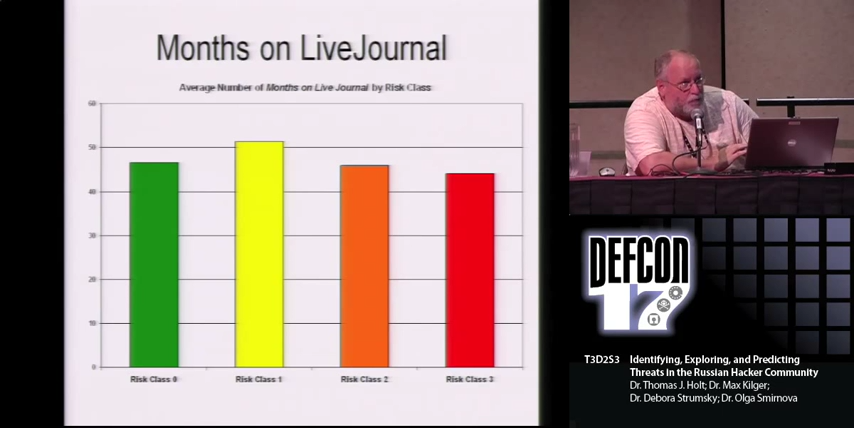 Months on LiveJournal
Average Number of Months on Live Journal by Risk Class
60
50
40
30
20
10
0
Risk Class 0
Risk Class 1
Risk Class 2
Risk Class 3
DEFCON
17
T3D2S3 Identifying, Exploring, and Predicting
Threats in the Russian Hacker Community
Dr. Thomas J. Holt; Dr. Max Kilger;
Dr. Debora Strumsky; Dr. Olga Smirnova